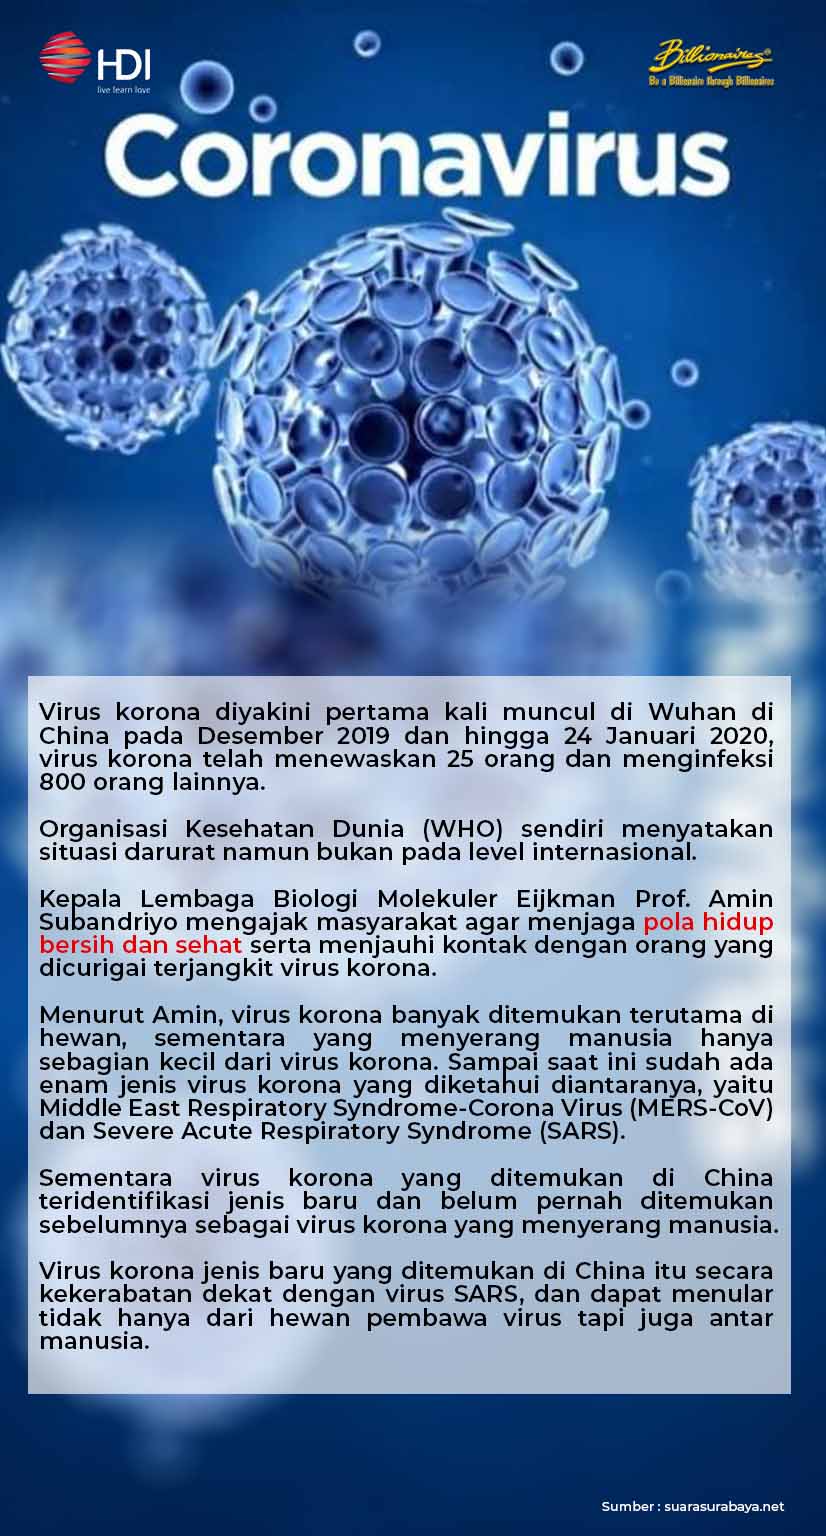 HDI
live learn love
Billionaires®
Be a Billionaire through Billionaires
Coronavirus
Virus korona diyakini pertama kali muncul di Wuhan di
China pada Desember 2019 dan hingga 24 Januari 2020,
virus korona telah menewaskan 25 orang dan menginfeksi
800 orang lainnya.
Organisasi Kesehatan Dunia (WHO) sendiri menyatakan
situasi darurat namun bukan pada level internasional.
Kepala Lembaga Biologi Molekuler Eijkman Prof. Amin
Subandriyo mengajak masyarakat agar menjaga pola hidup
bersih dan sehat serta menjauhi kontak dengan orang yang
dicurigai terjangkit virus korona.
Menurut Amin, virus korona banyak ditemukan terutama di
hewan, sementara yang menyerang manusia hanya
sebagian kecil dari virus korona. Sampai saat ini sudah ada
enam jenis virus korona yang diketahui diantaranya, yaitu
Middle East Respiratory Syndrome-Corona Virus (MERS-CoV)
dan Severe Acute Respiratory Syndrome (SARS).
Sementara virus korona yang ditemukan di China
teridentifikasi jenis baru dan belum pernah ditemukan
sebelumnya sebagai virus korona yang menyerang manusia.
Virus korona jenis baru yang ditemukan di China itu secara
kekerabatan dekat dengan virus SARS, dan dapat menular
tidak hanya dari hewan pembawa virus tapi juga antar
manusia.
Sumber : suarasurabaya.net